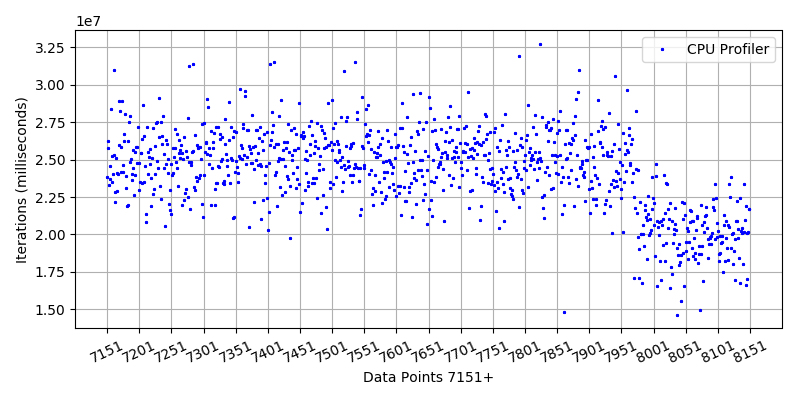 1e7
CPU Profiler
3.25
3.00
2.75
2.50
2.25
2.00
1.75
1.50
Iterations (milliseconds)
7151 7201 7251 7301 7351 7401 7451 7501 7551 7601 7651 7701 7751 7801 7851 7901 7951 8001 8051 8101 8151
Data Points 7151+